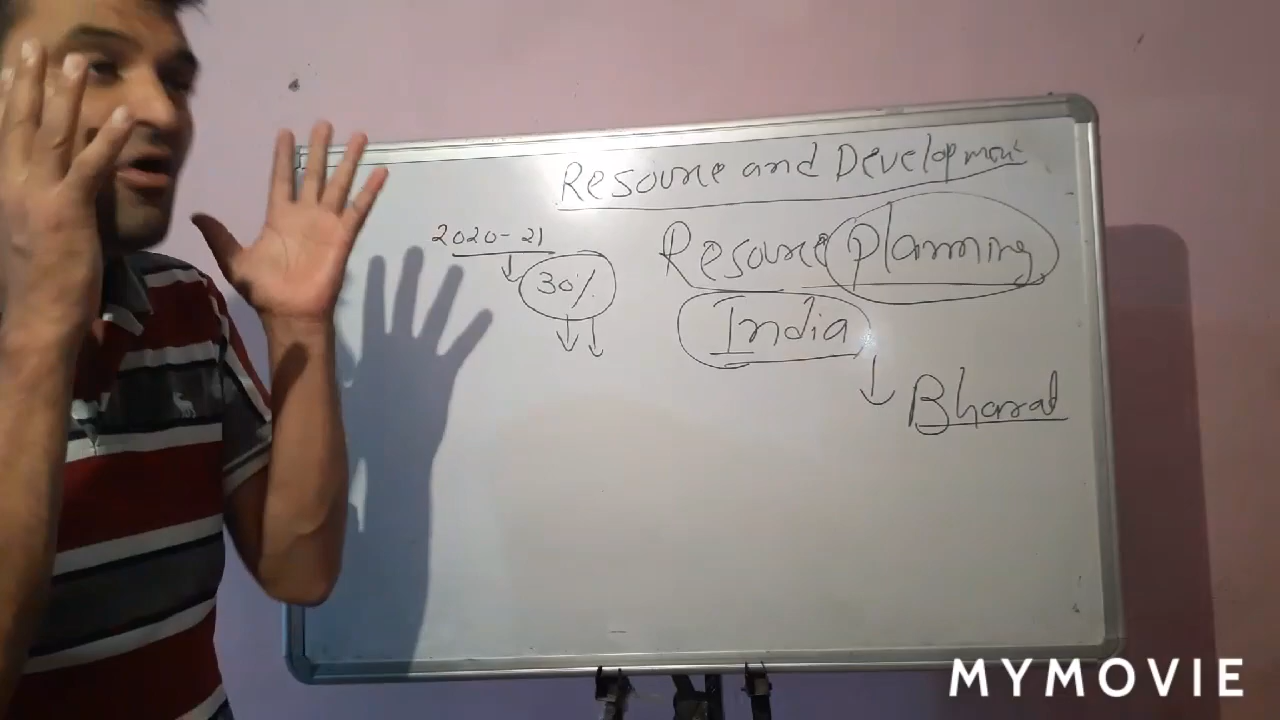 Resource and Development
2020-21
30%
Resource planning
India
Bharat
MYMOVIE